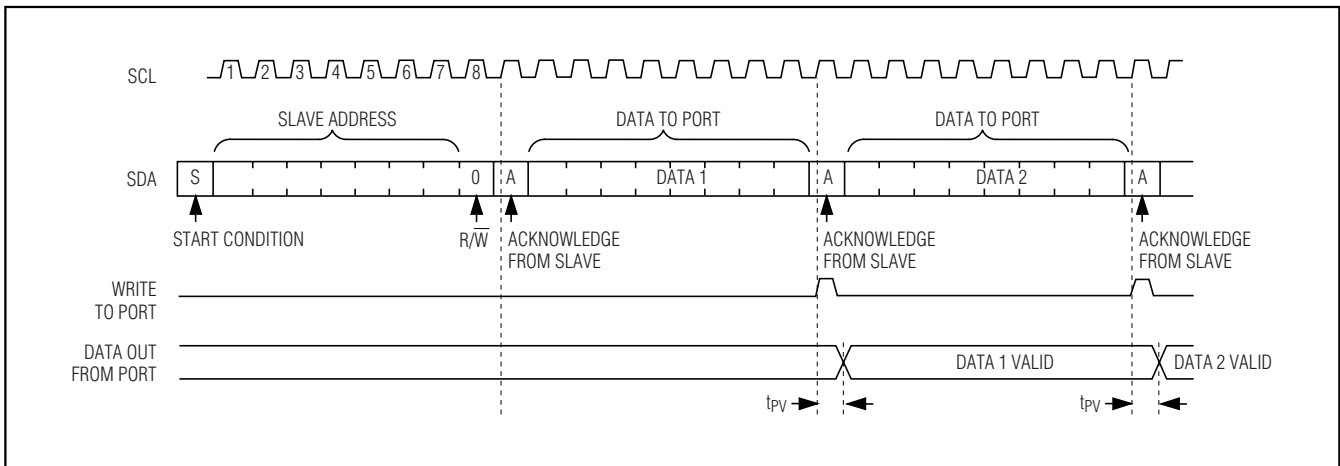 SCL 1 2 3 4 5 6 7 8
SLAVE ADDRESS DATA TO PORT DATA TO PORT
SDA S 0 A DATA 1 A DATA 2 A
START CONDITION R/W̅ ACKNOWLEDGE FROM SLAVE ACKNOWLEDGE FROM SLAVE ACKNOWLEDGE FROM SLAVE
WRITE
TO PORT
DATA OUT
FROM PORT DATA 1 VALID DATA 2 VALID
tPV tPV